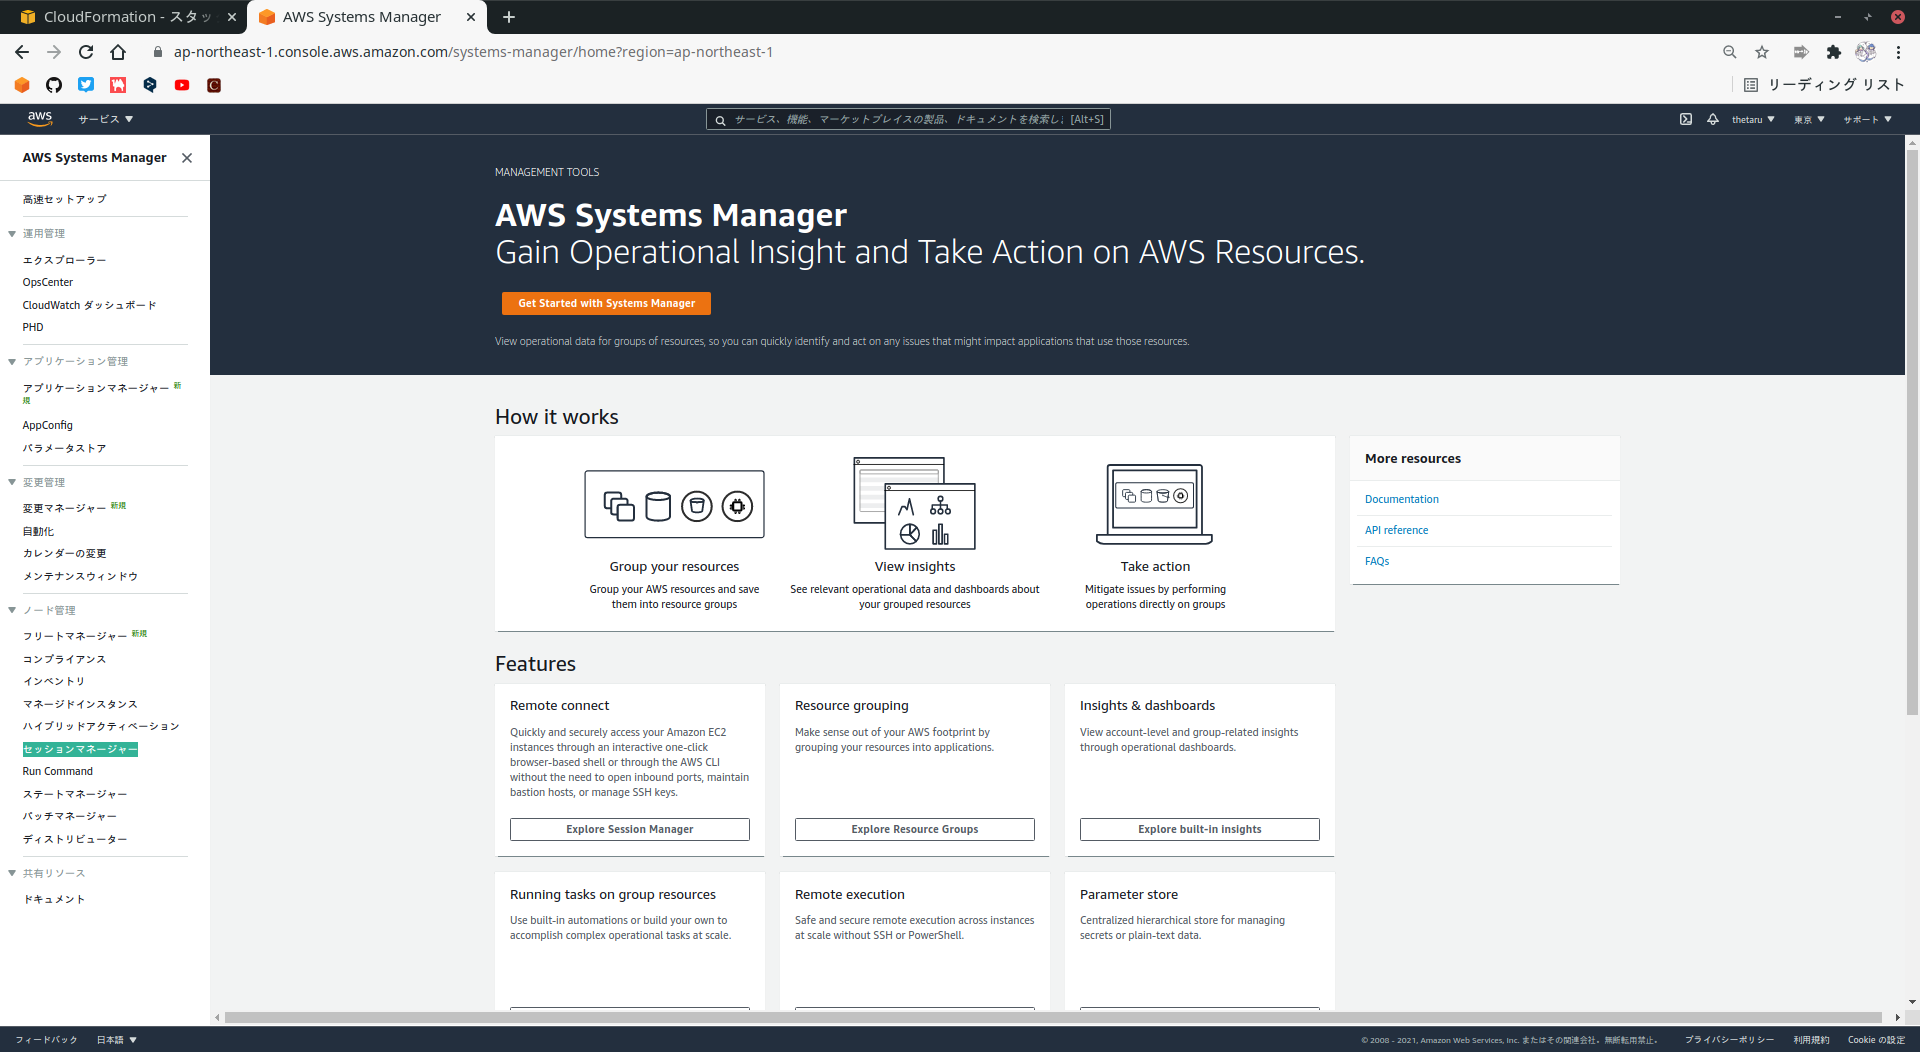 CloudFormation - スタッ
AWS Systems Manager
ap-northeast-1.console.aws.amazon.com/systems-manager/home?region=ap-northeast-1
リーディング リスト
aws
サービス
サービス、機能、マーケットプレイスの製品、ドキュメントを検索し [Alt+S]
thetaru
東京
サポート
AWS Systems Manager
高速セットアップ
運用管理
エクスプローラー
OpsCenter
CloudWatch ダッシュボード
PHD
アプリケーション管理
アプリケーションマネージャー 新
規
AppConfig
パラメータストア
変更管理
変更マネージャー 新規
自動化
カレンダーの変更
メンテナンスウィンドウ
ノード管理
フリートマネージャー 新規
コンプライアンス
インベントリ
マネージドインスタンス
ハイブリッドアクティベーション
セッションマネージャー
Run Command
ステートマネージャー
パッチマネージャー
ディストリビューター
共有リソース
ドキュメント
MANAGEMENT TOOLS
AWS Systems Manager
Gain Operational Insight and Take Action on AWS Resources.
Get Started with Systems Manager
View operational data for groups of resources, so you can quickly identify and act on any issues that might impact applications that use those resources.
How it works
Group your resources
Group your AWS resources and save
them into resource groups
View insights
See relevant operational data and dashboards about
your grouped resources
Take action
Mitigate issues by performing
operations directly on groups
More resources
Documentation
API reference
FAQs
Features
Remote connect
Quickly and securely access your Amazon EC2
instances through an interactive one-click
browser-based shell or through the AWS CLI
without the need to open inbound ports, maintain
bastion hosts, or manage SSH keys.
Explore Session Manager
Resource grouping
Make sense out of your AWS footprint by
grouping your resources into applications.
Explore Resource Groups
Insights & dashboards
View account-level and group-related insights
through operational dashboards.
Explore built-in insights
Running tasks on group resources
Use built-in automations or build your own to
accomplish complex operational tasks at scale.
Remote execution
Safe and secure remote execution across instances
at scale without SSH or PowerShell.
Parameter store
Centralized hierarchical store for managing
secrets or plain-text data.
フィードバック
日本語
© 2008 - 2021, Amazon Web Services, Inc. またはその関連会社。無断転用禁止。
プライバシーポリシー
利用規約
Cookie の設定